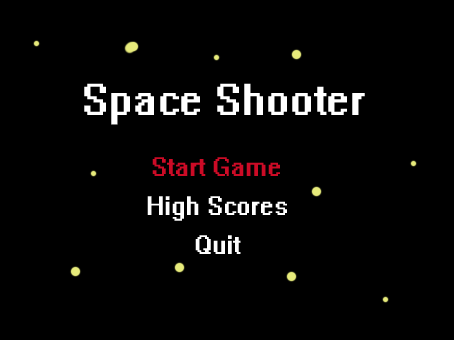 Space Shooter
Start Game
High Scores
Quit